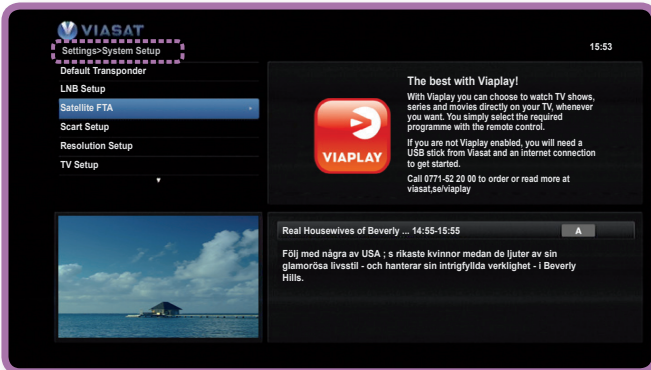 VIASAT
Settings>System Setup
15:53
Default Transponder
LNB Setup
Satellite FTA
Scart Setup
Resolution Setup
TV Setup
VIAPLAY
The best with Viaplay!
With Viaplay you can choose to watch TV shows,
series and movies directly on your TV, whenever
you want. You simply select the required
programme with the remote control.
If you are not Viaplay enabled, you will need a
USB stick from Viasat and an internet connection
to get started.
Call 0771-52 20 00 to order or read more at
viasat,se/viaplay
Real Housewives of Beverly ... 14:55-15:55
A
Följ med några av USA ; s rikaste kvinnor medan de ljuter av sin
glamorösa livsstil - och hanterar sin intrigfyllda verklighet - i Beverly
Hills.